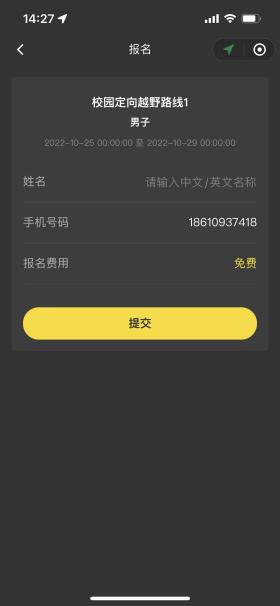 14:27
报名
校园定向越野路线1
男子
2022-10-25 00:00:00 至 2022-10-29 00:00:00
姓名 请输入中文/英文名称
手机号码 18610937418
报名费用 免费
提交